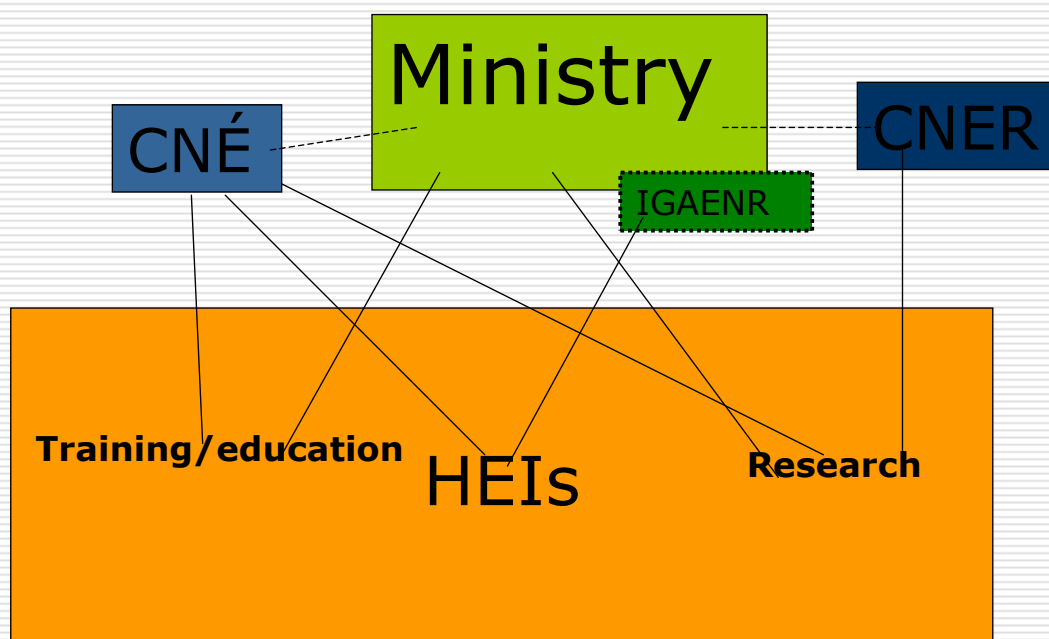 Ministry
CNÉ
CNER
IGAENR
Training/education
HEIs
Research